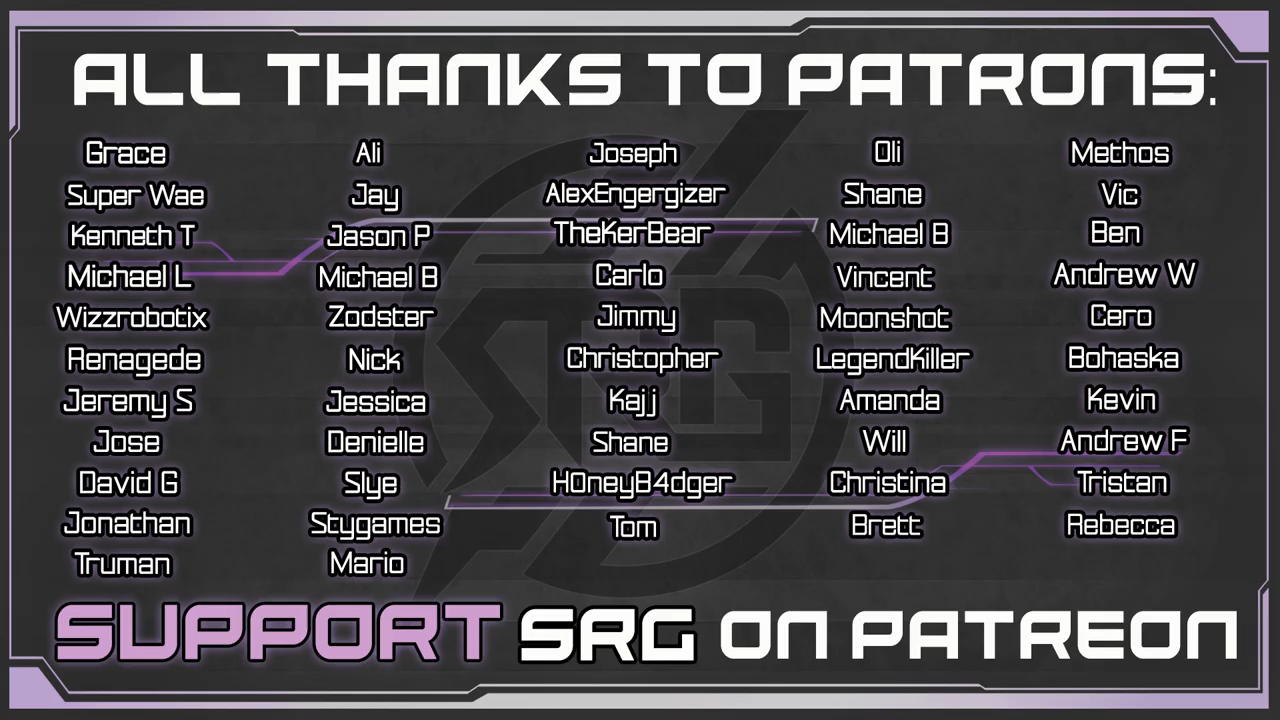 ALL THANKS TO PATRONS:
Grace
Super Wae
Kenneth T
Michael L
Wizzrobotix
Renagede
Jeremy S
Jose
David G
Jonathan
Truman
Ali
Jay
Jason P
Michael B
Zodster
Nick
Jessica
Denielle
Slye
Stygames
Mario
Joseph
AlexEngergizer
TheKerBear
Carlo
Jimmy
Christopher
Kajj
Shane
H0neyB4dger
Tom
Oli
Shane
Michael B
Vincent
Moonshot
LegendKiller
Amanda
Will
Christina
Brett
Methos
Vic
Ben
Andrew W
Cero
Bohaska
Kevin
Andrew F
Tristan
Rebecca
SUPPORT SRG ON PATREON